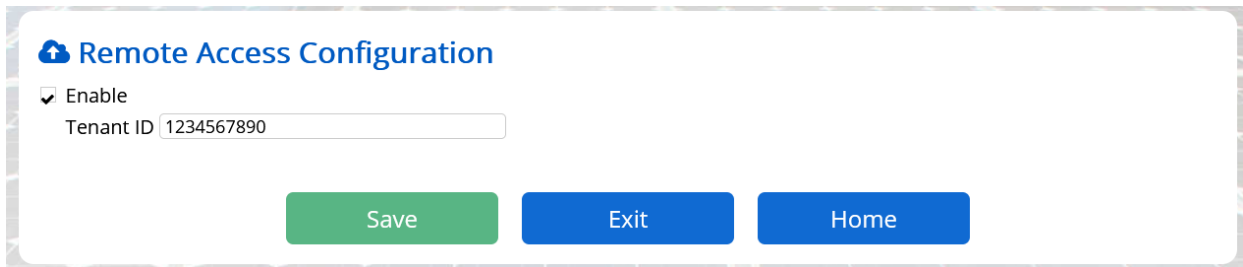 Remote Access Configuration
Enable
Tenant ID 1234567890
Save Exit Home